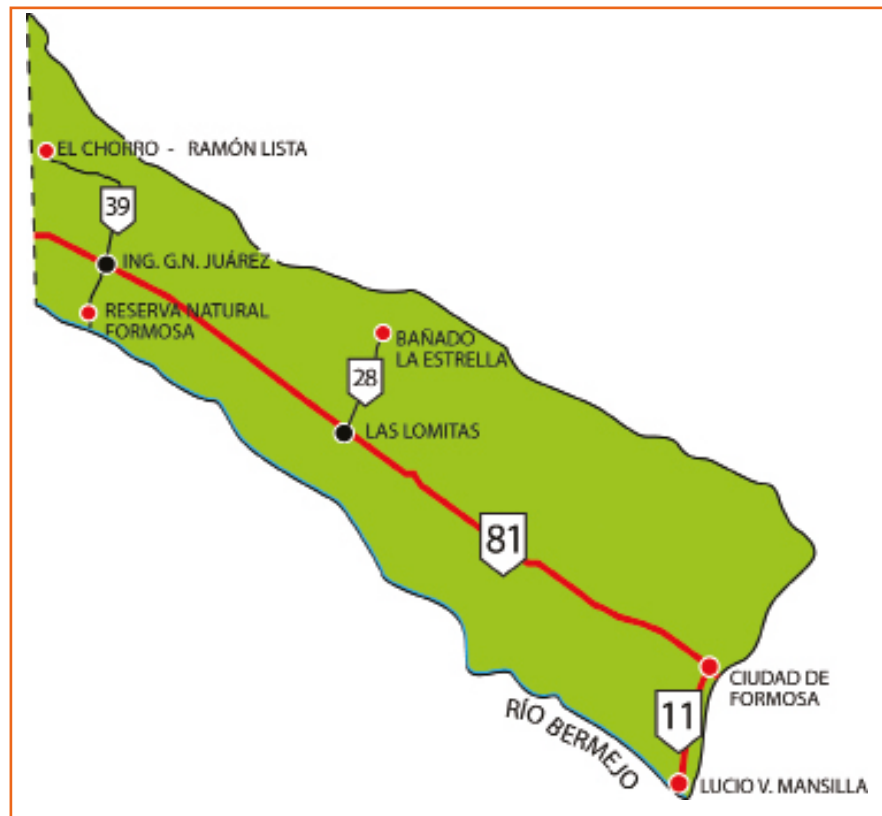 EL CHORRO - RAMÓN LISTA
39
ING. G.N. JUÁREZ
RESERVA NATURAL
FORMOSA
BAÑADO
LA ESTRELLA
28
LAS LOMITAS
81
CIUDAD DE
FORMOSA
11
RÍO BERMEJO
LUCIO V. MANSILLA